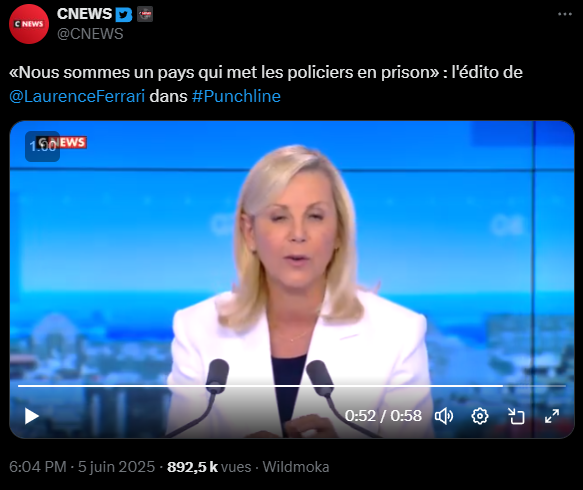 CNEWS
@CNEWS
«Nous sommes un pays qui met les policiers en prison» : l'édito de
@LaurenceFerrari dans #Punchline
CNEWS
1.00
0:52 / 0:58
6:04 PM · 5 juin 2025 · 892,5 k vues · Wildmoka